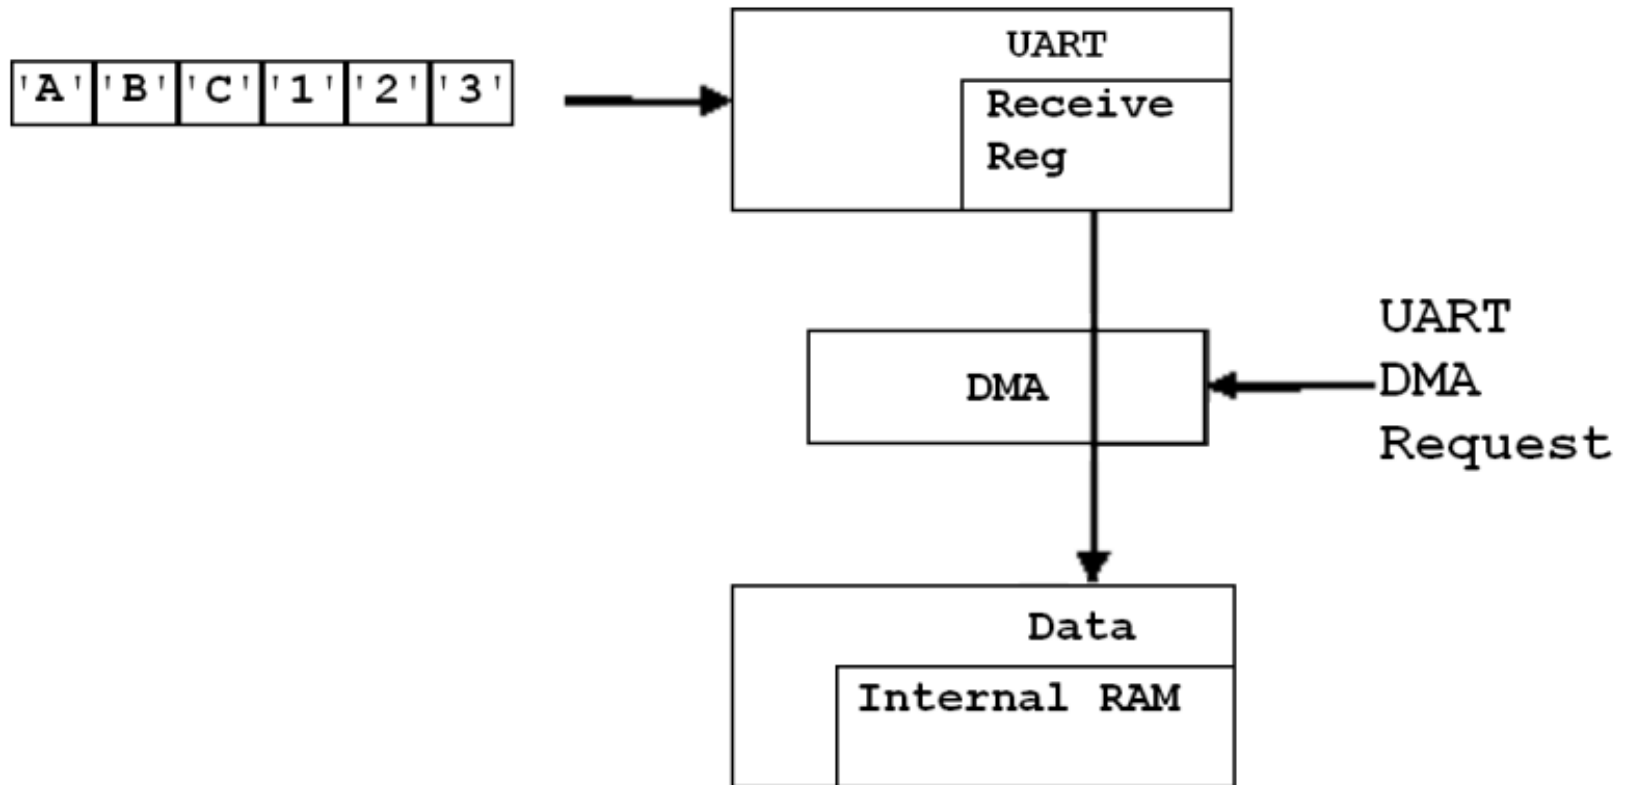 'A' 'B' 'C' '1' '2' '3'
UART
Receive
Reg
DMA
UART
DMA
Request
Data
Internal RAM